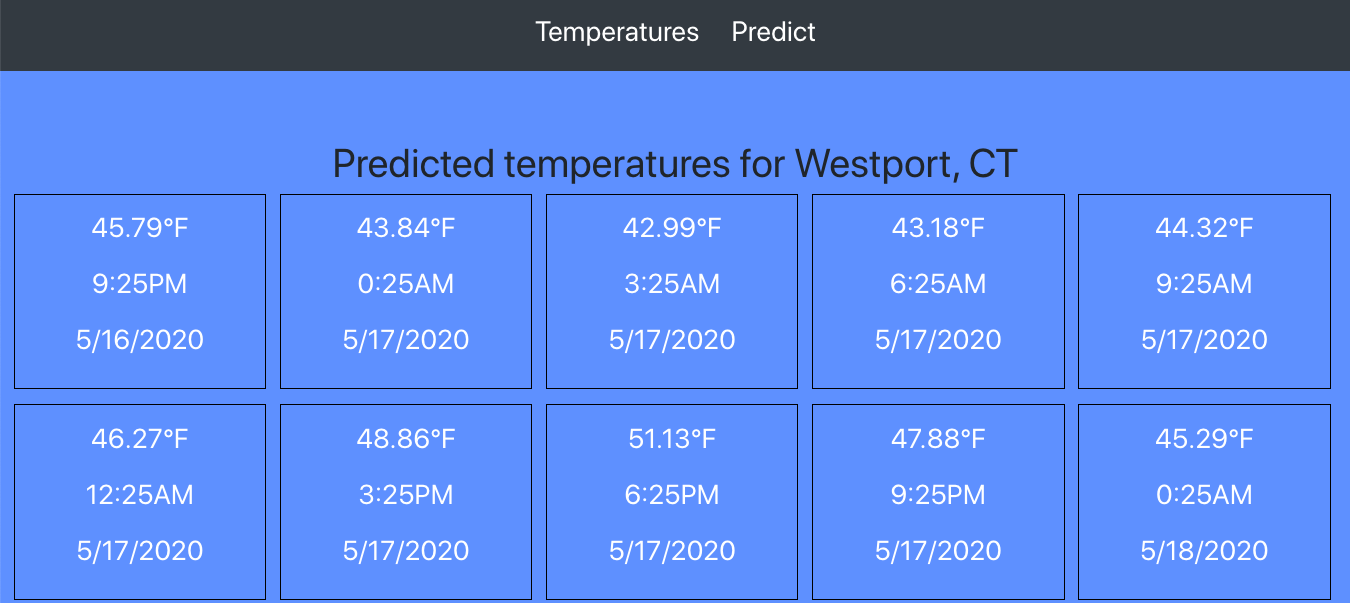 Temperatures Predict
Predicted temperatures for Westport, CT
45.79°F
9:25PM
5/16/2020
43.84°F
0:25AM
5/17/2020
42.99°F
3:25AM
5/17/2020
43.18°F
6:25AM
5/17/2020
44.32°F
9:25AM
5/17/2020
46.27°F
12:25AM
5/17/2020
48.86°F
3:25PM
5/17/2020
51.13°F
6:25PM
5/17/2020
47.88°F
9:25PM
5/17/2020
45.29°F
0:25AM
5/18/2020